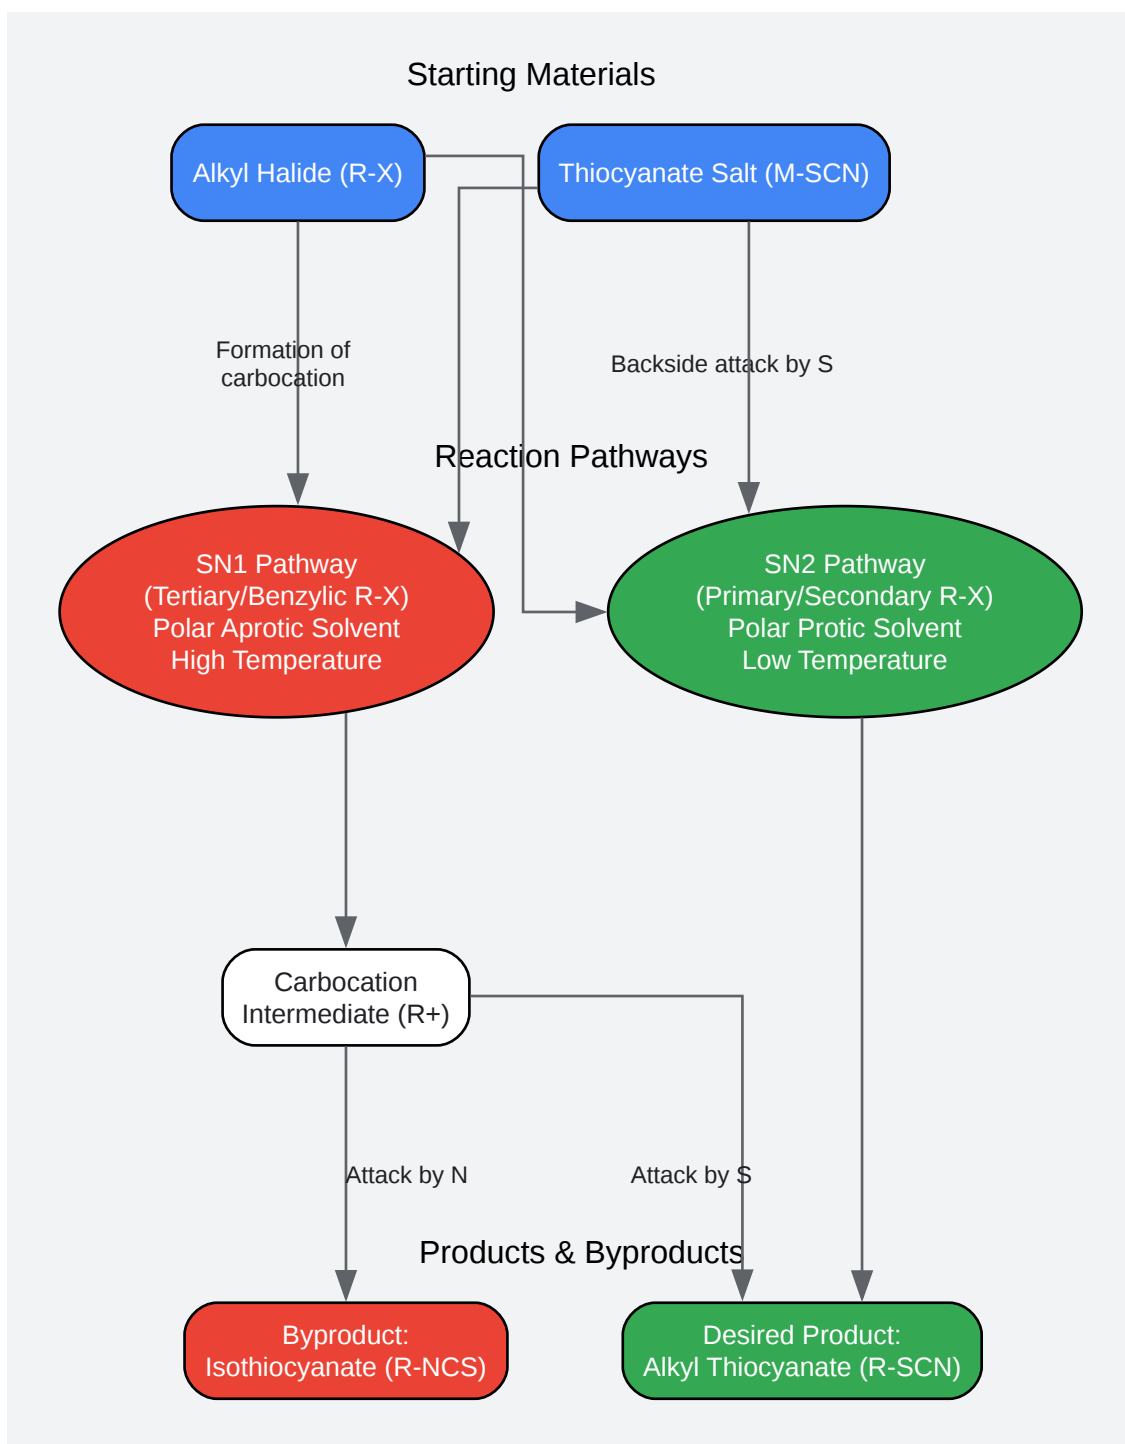 Starting Materials
Alkyl Halide (R-X)
Thiocyanate Salt (M-SCN)
Formation of
carbocation
Backside attack by S
Reaction Pathways
SN1 Pathway
(Tertiary/Benzylic R-X)
Polar Aprotic Solvent
High Temperature
SN2 Pathway
(Primary/Secondary R-X)
Polar Protic Solvent
Low Temperature
Carbocation
Intermediate (R+)
Attack by N
Attack by S
Products & Byproducts
Byproduct:
Isothiocyanate (R-NCS)
Desired Product:
Alkyl Thiocyanate (R-SCN)